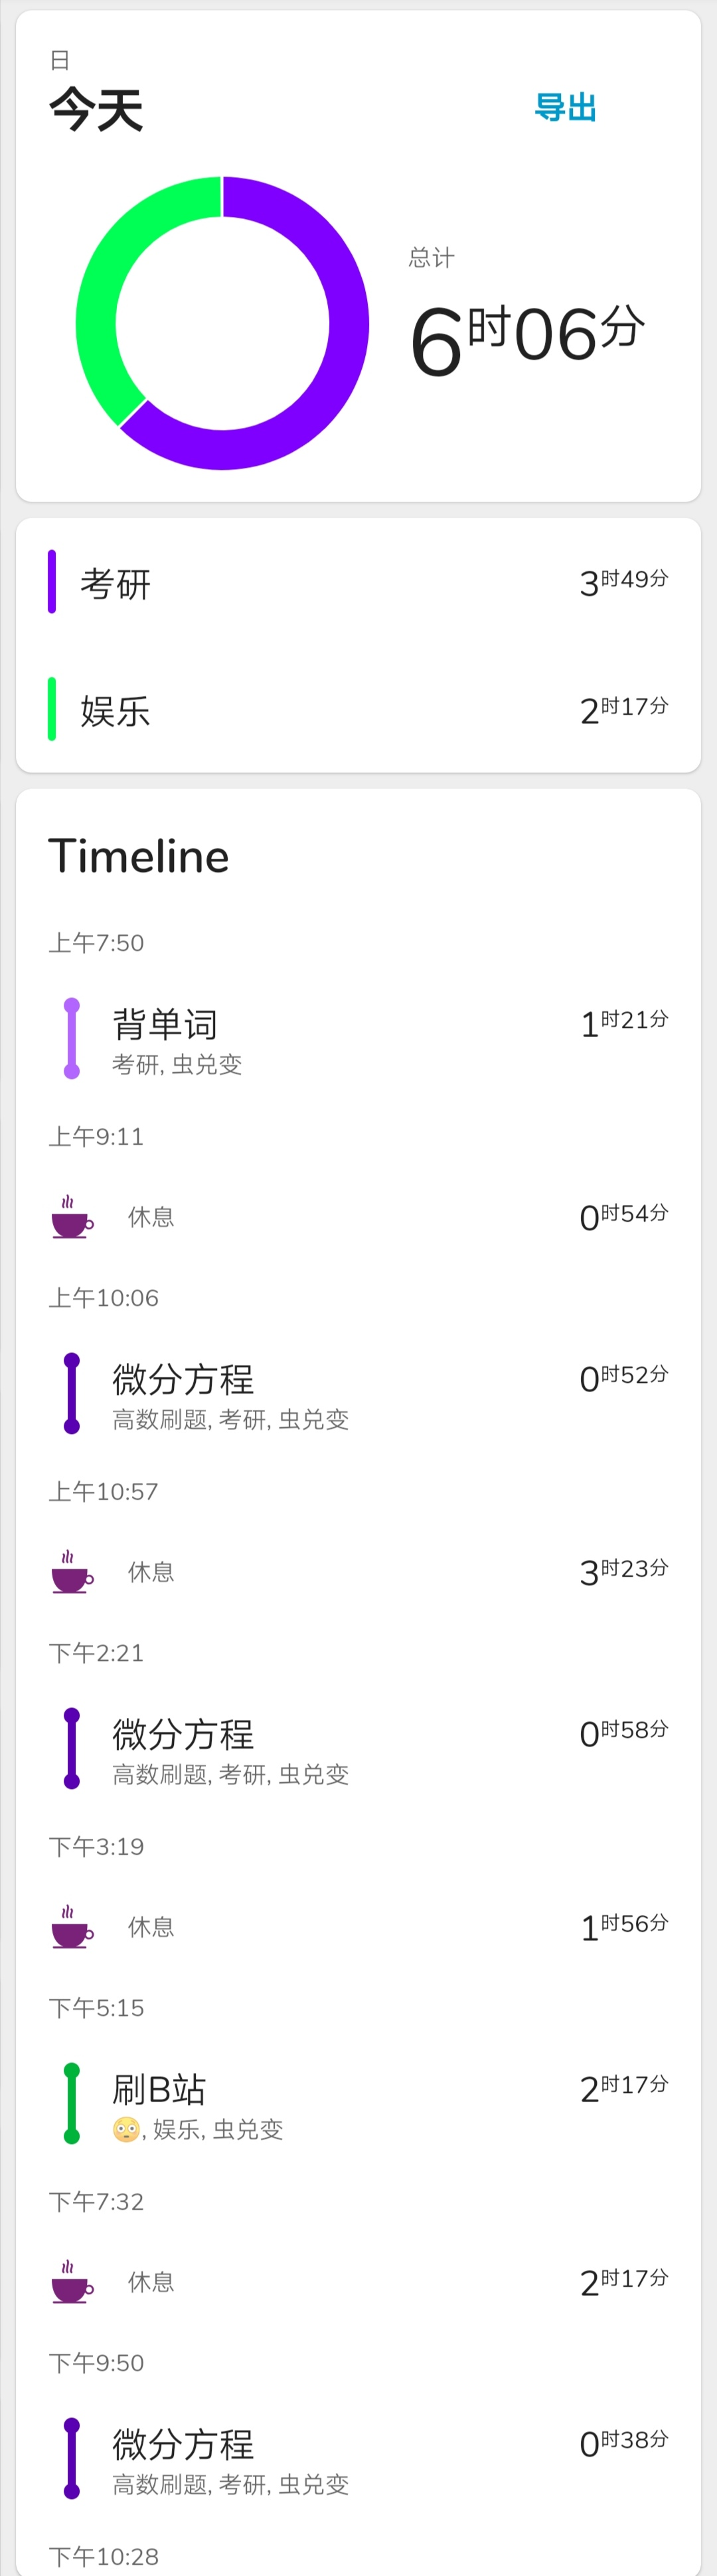 日
今天
导出
总计
6时06分
考研 3时49分
娱乐 2时17分
Timeline
上午7:50
背单词 1时21分
考研, 虫兑变
上午9:11
休息 0时54分
上午10:06
微分方程 0时52分
高数刷题, 考研, 虫兑变
上午10:57
休息 3时23分
下午2:21
微分方程 0时58分
高数刷题, 考研, 虫兑变
下午3:19
休息 1时56分
下午5:15
刷B站 2时17分
😳, 娱乐, 虫兑变
下午7:32
休息 2时17分
下午9:50
微分方程 0时38分
高数刷题, 考研, 虫兑变
下午10:28